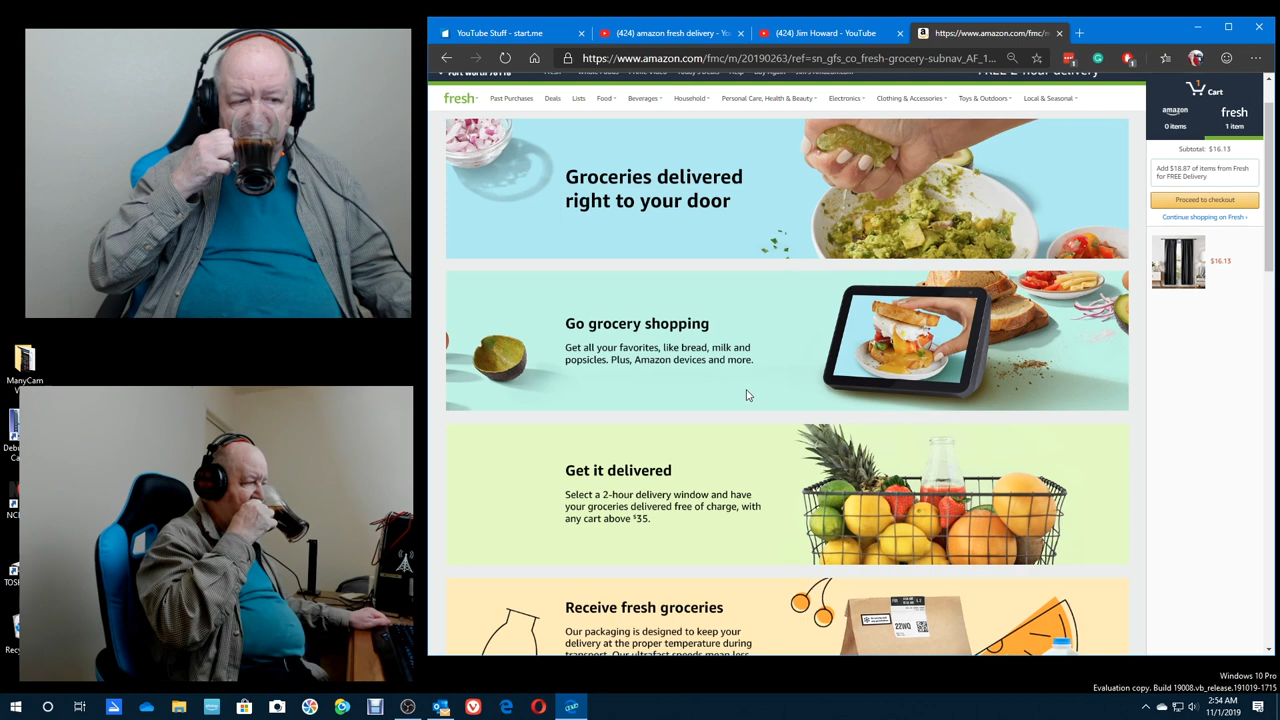 YouTube Stuff - start.me
(424) amazon fresh delivery - Yo
(424) Jim Howard - YouTube
https://www.amazon.com/fmc/m
https://www.amazon.com/fmc/m/20190263/ref=sn_gfs_co_fresh-grocery-subnav_AF_1...
fresh
Past Purchases
Deals
Lists
Food
Beverages
Household
Personal Care, Health & Beauty
Electronics
Clothing & Accessories
Toys & Outdoors
Local & Seasonal
Cart
amazon
0 items
fresh
1 item
Subtotal: $16.13
Add $18.87 of items from Fresh
for FREE Delivery
Proceed to checkout
Continue shopping on Fresh ›
$16.13
Groceries delivered
right to your door
Go grocery shopping
Get all your favorites, like bread, milk and
popsicles. Plus, Amazon devices and more.
Get it delivered
Select a 2-hour delivery window and have
your groceries delivered free of charge, with
any cart above $35.
Receive fresh groceries
Our packaging is designed to keep your
delivery at the proper temperature during
transport. Our ultrafast speeds mean less
22WQ
ManyCam
Windows 10 Pro
Evaluation copy. Build 19008.vb_release.191019-1715
2:54 AM
11/1/2019